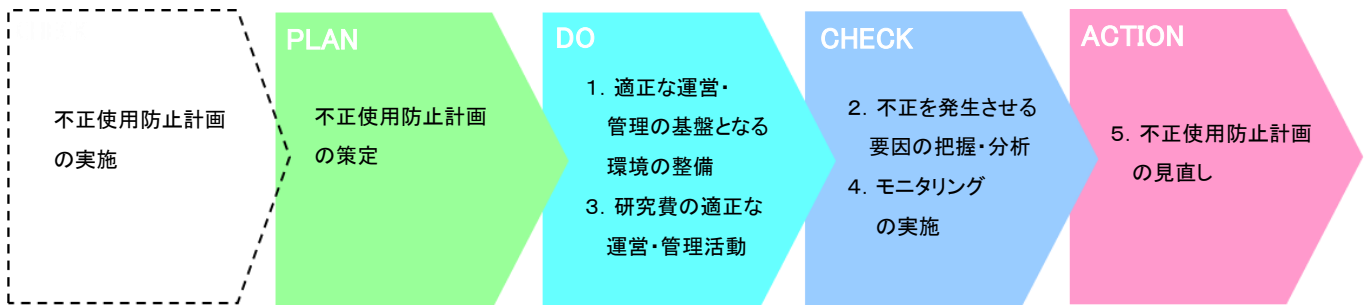 不正使用防止計画
の実施
PLAN
不正使用防止計画
の策定
DO
1. 適正な運営・
管理の基盤となる
環境の整備
3. 研究費の適正な
運営・管理活動
CHECK
2. 不正を発生させる
要因の把握・分析
4. モニタリング
の実施
ACTION
5. 不正使用防止計画
の見直し